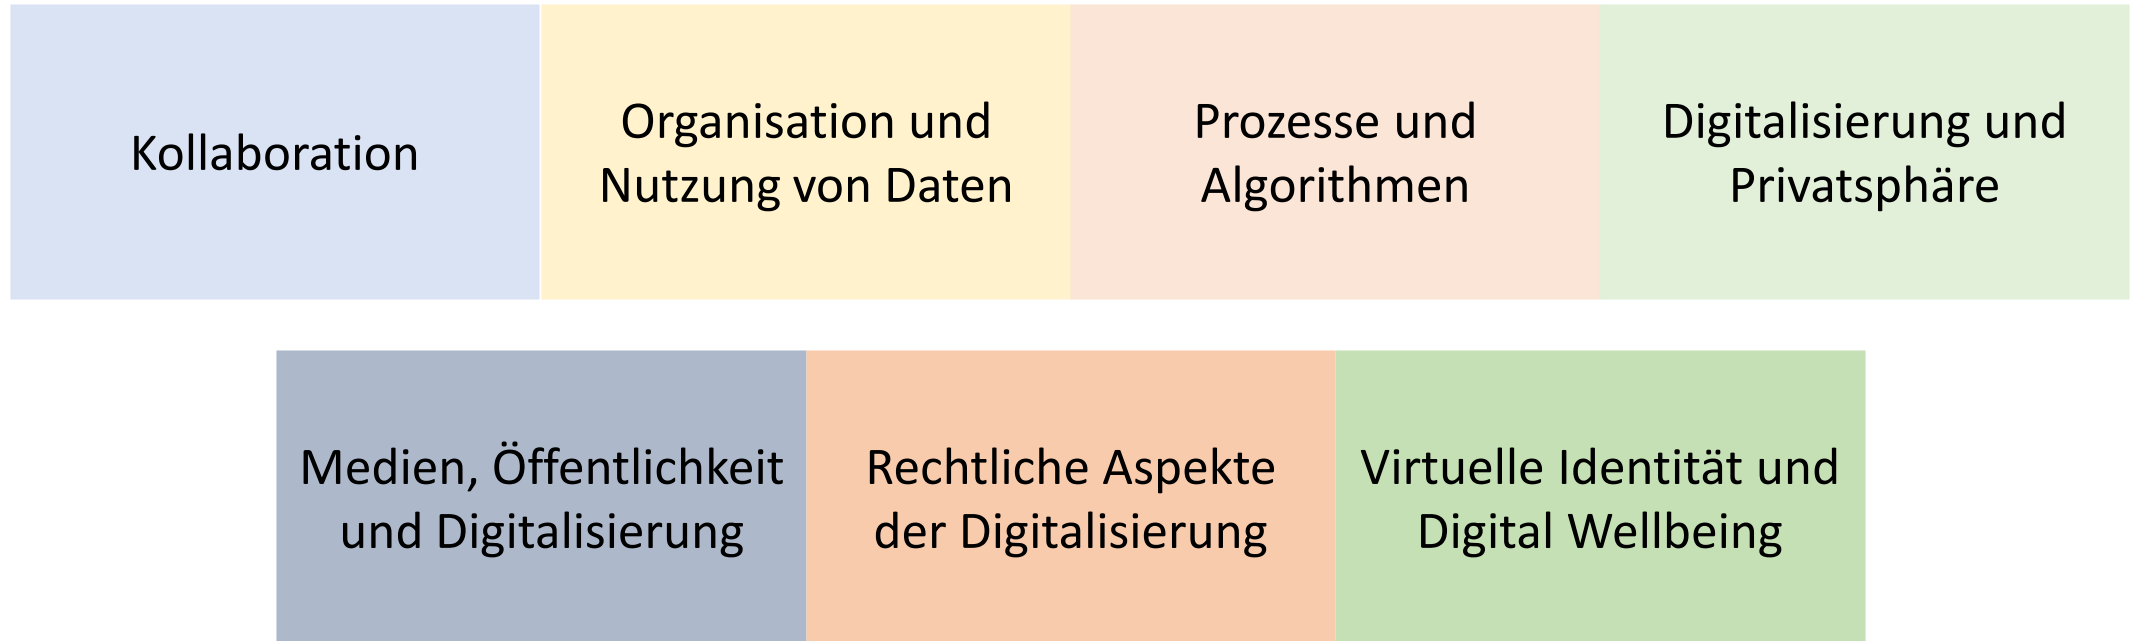 Kollaboration
Organisation und
Nutzung von Daten
Prozesse und
Algorithmen
Digitalisierung und
Privatsphäre
Medien, Öffentlichkeit
und Digitalisierung
Rechtliche Aspekte
der Digitalisierung
Virtuelle Identität und
Digital Wellbeing